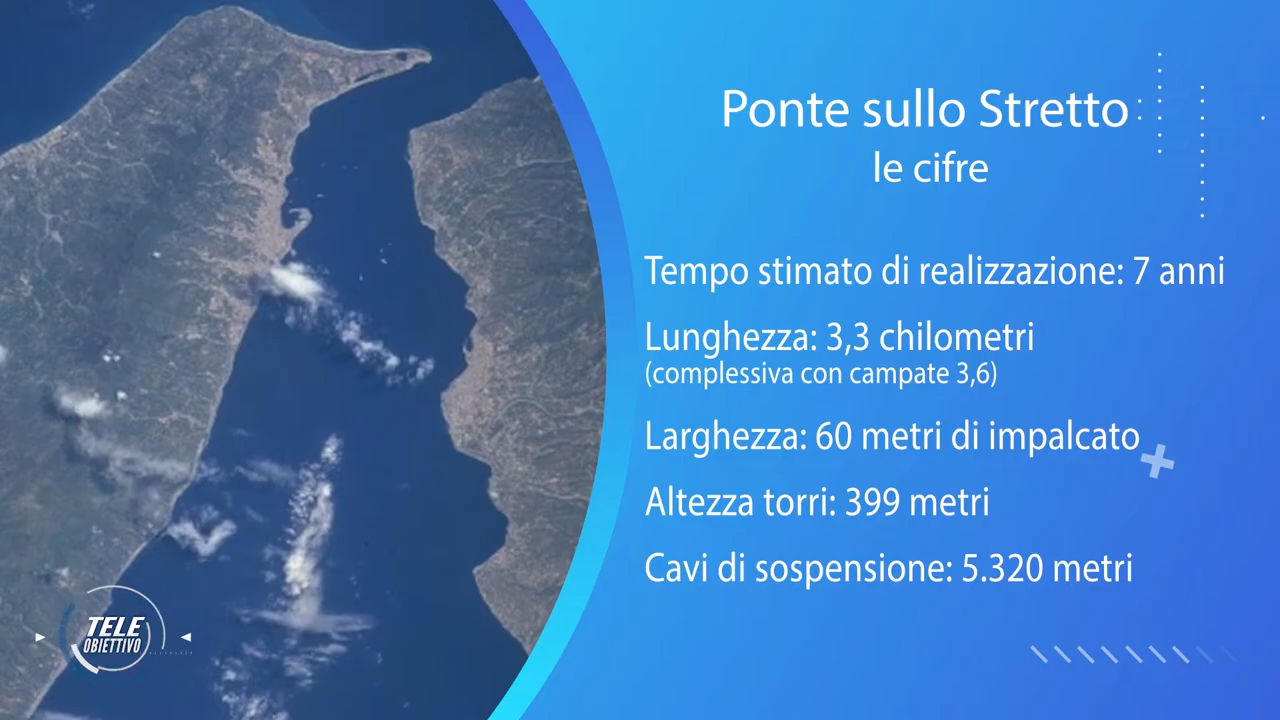 Ponte sullo Stretto
le cifre
Tempo stimato di realizzazione: 7 anni
Lunghezza: 3,3 chilometri
(complessiva con campate 3,6)
Larghezza: 60 metri di impalcato
Altezza torri: 399 metri
Cavi di sospensione: 5.320 metri
TELE
OBIETTIVO